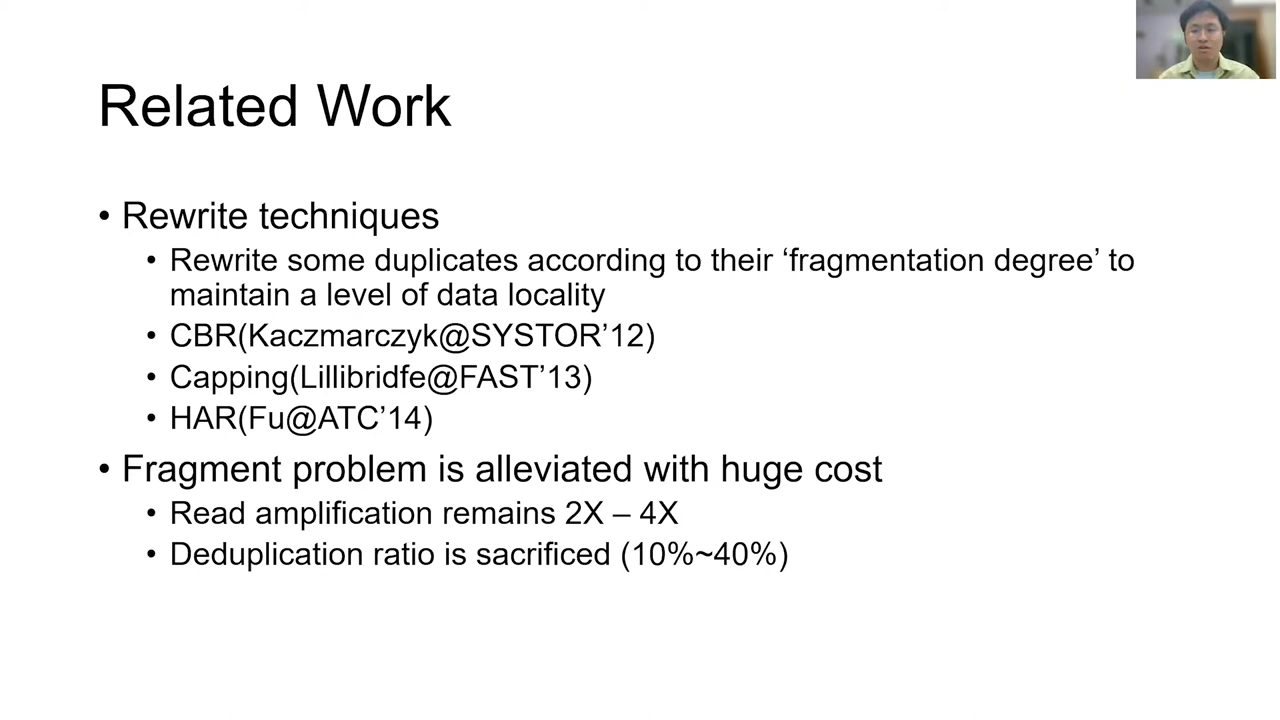 Related Work
• Rewrite techniques
• Rewrite some duplicates according to their ‘fragmentation degree’ to
maintain a level of data locality
• CBR(Kaczmarczyk@SYSTOR’12)
• Capping(Lillibridfe@FAST’13)
• HAR(Fu@ATC’14)
• Fragment problem is alleviated with huge cost
• Read amplification remains 2X – 4X
• Deduplication ratio is sacrificed (10%~40%)